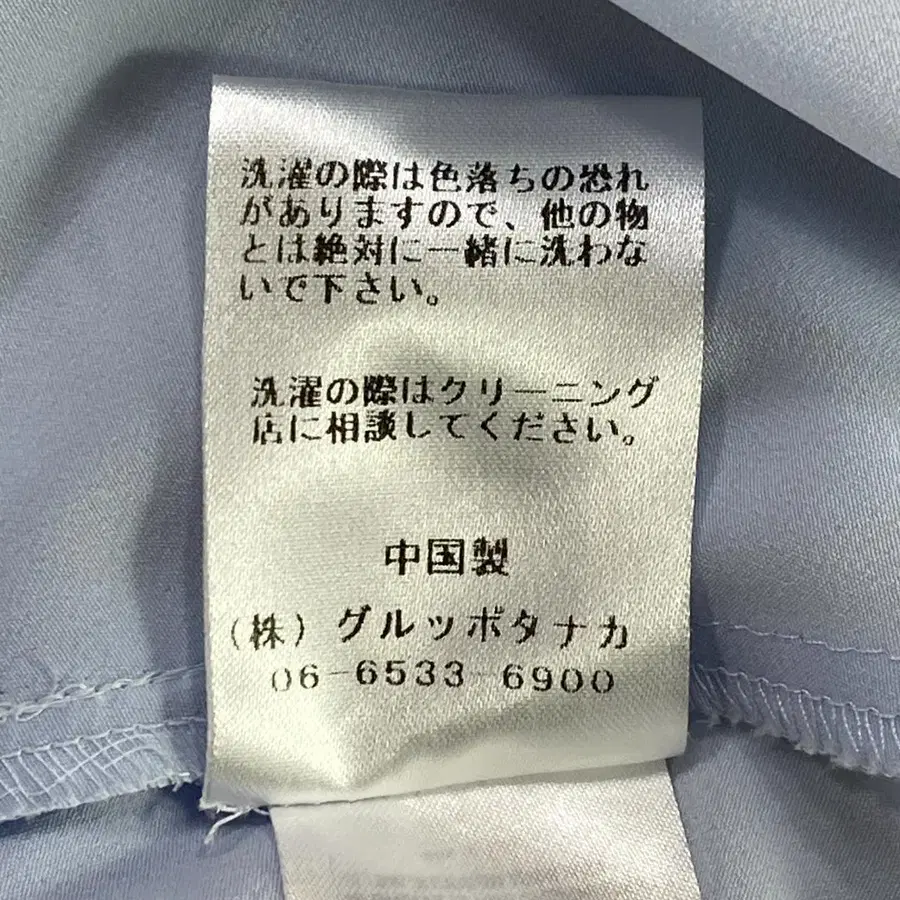 洗濯の際は色落ちの恐れ
がありますので、他の物
とは絶対に一緒に洗わな
いで下さい。
洗濯の際はクリーニング
店に相談してください。
中国製
（株）グルッポタナカ
06-6533-6900